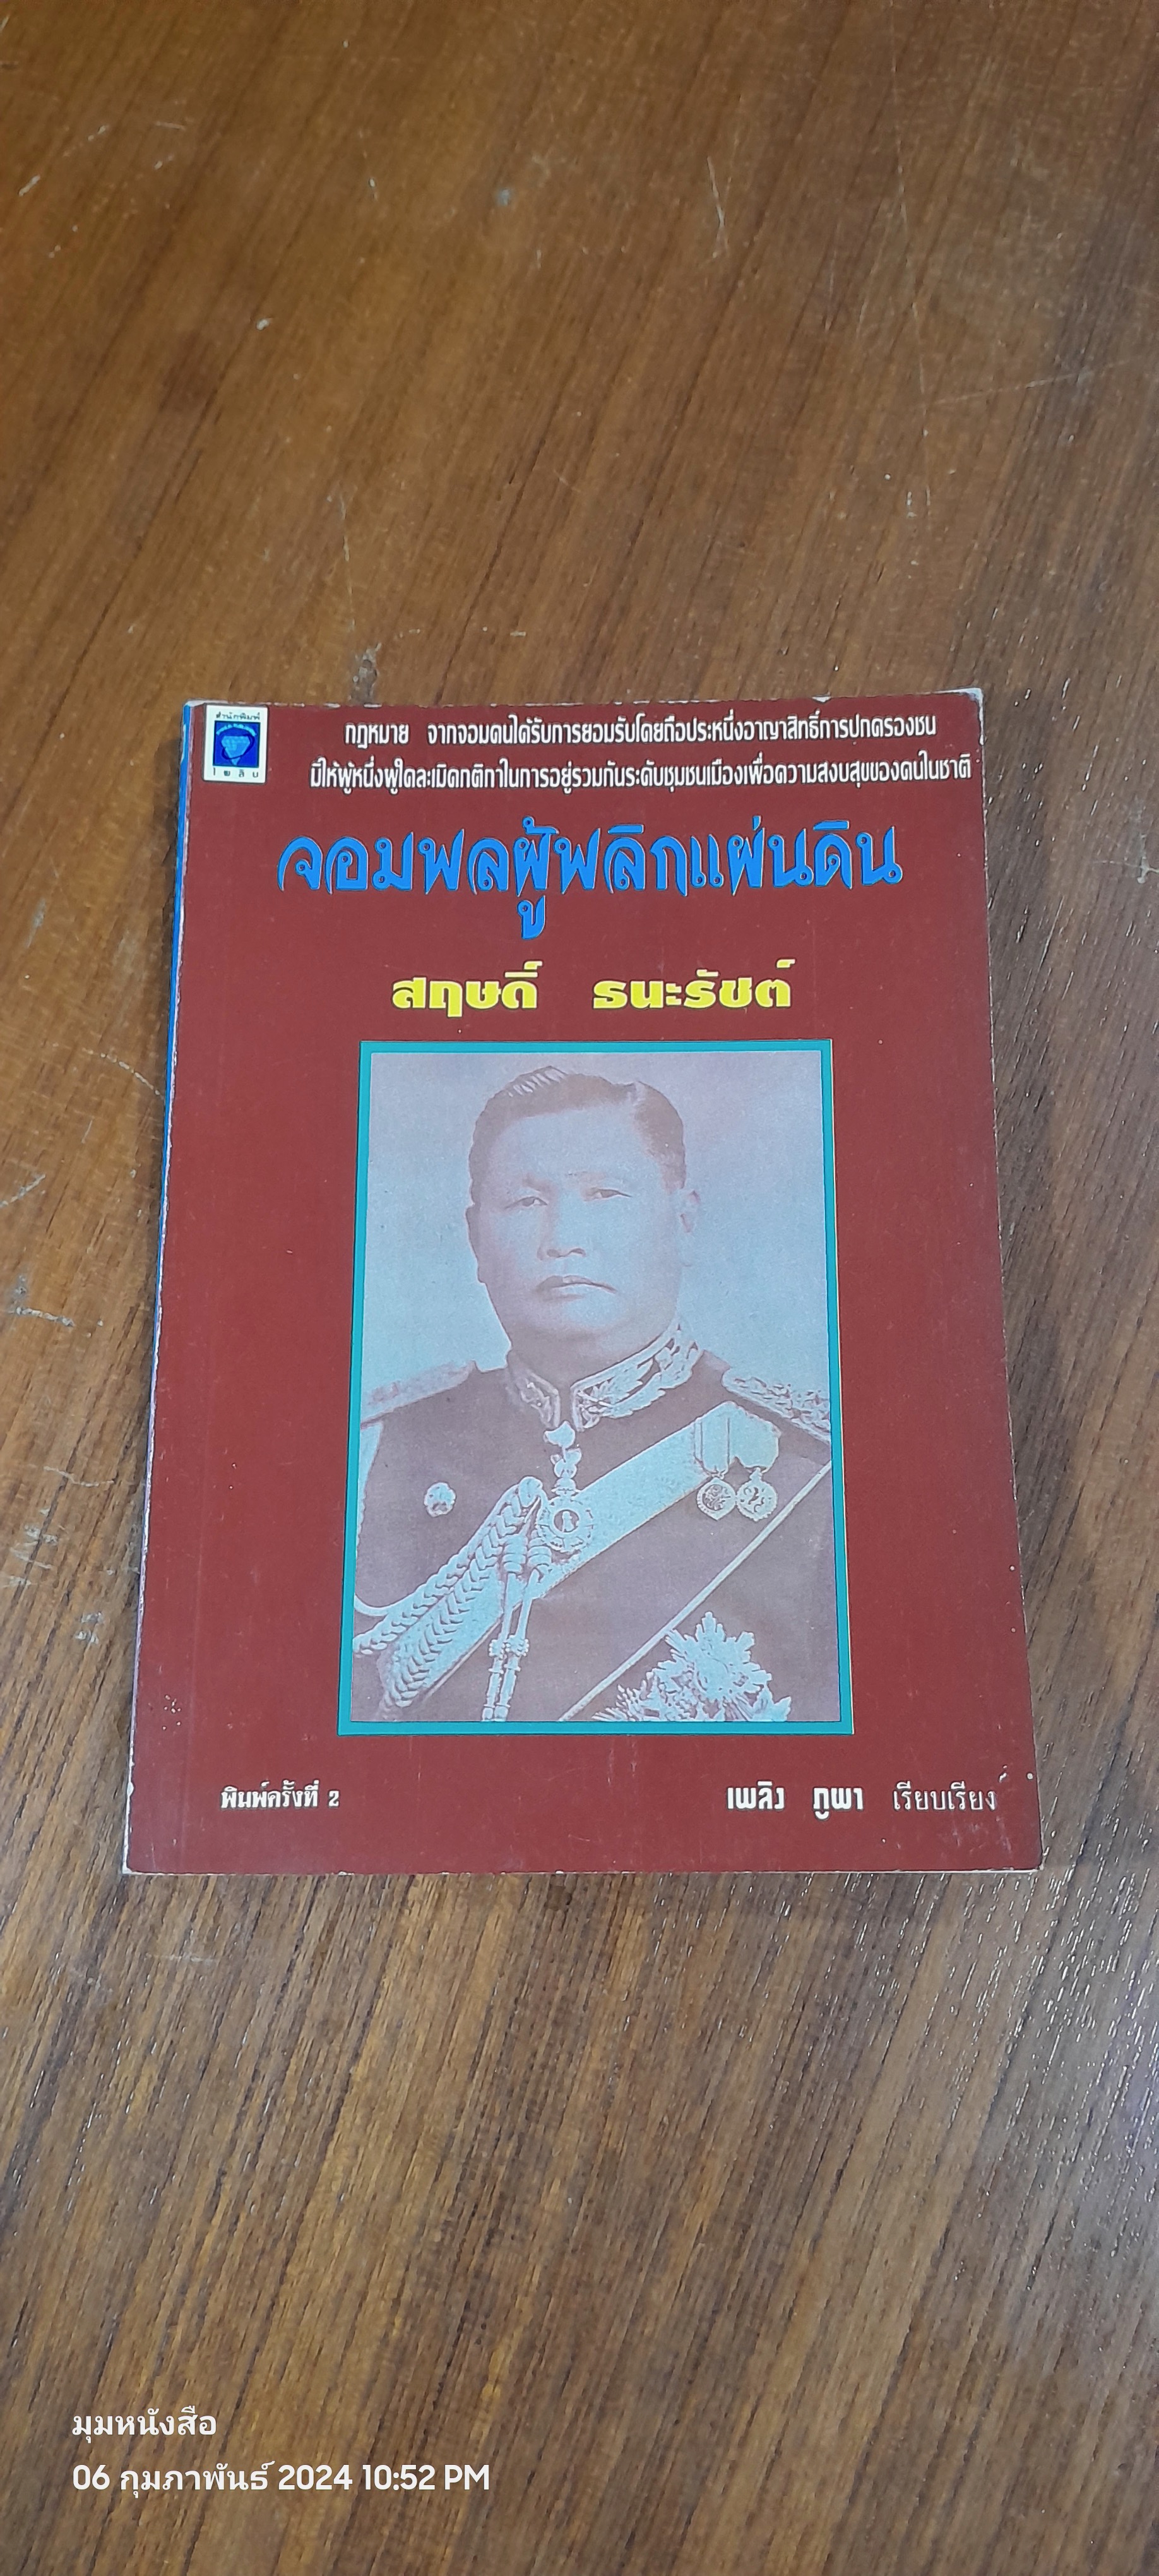 สำนักพิมพ์
ไพลิน
กฎหมาย จากจอมคนได้รับการยอมรับโดยถือประหนึ่งอาญาสิทธิ์การปกครองชน
มิให้ผู้หนึ่งผู้ใดละเมิดกติกาในการอยู่รวมกันระดับชุมชนเมืองเพื่อความสงบสุขของคนในชาติ
จอมพลผู้พลิกแผ่นดิน
สฤษดิ์ ธนะรัชต์
พิมพ์ครั้งที่ 2
เพลิง ภูผา เรียบเรียง
มุมหนังสือ
06 กุมภาพันธ์ 2024 10:52 PM